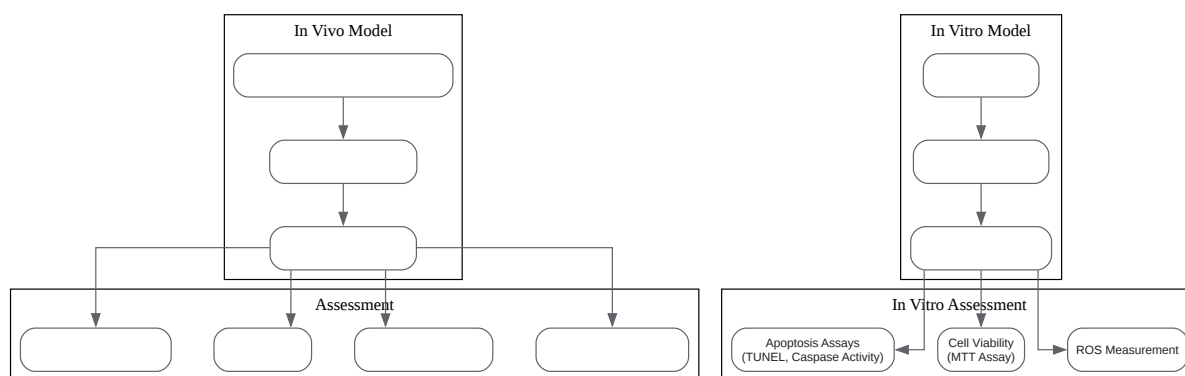 In Vivo Model
In Vitro Model
Assessment
In Vitro Assessment
Apoptosis Assays
(TUNEL, Caspase Activity)
Cell Viability
(MTT Assay)
ROS Measurement